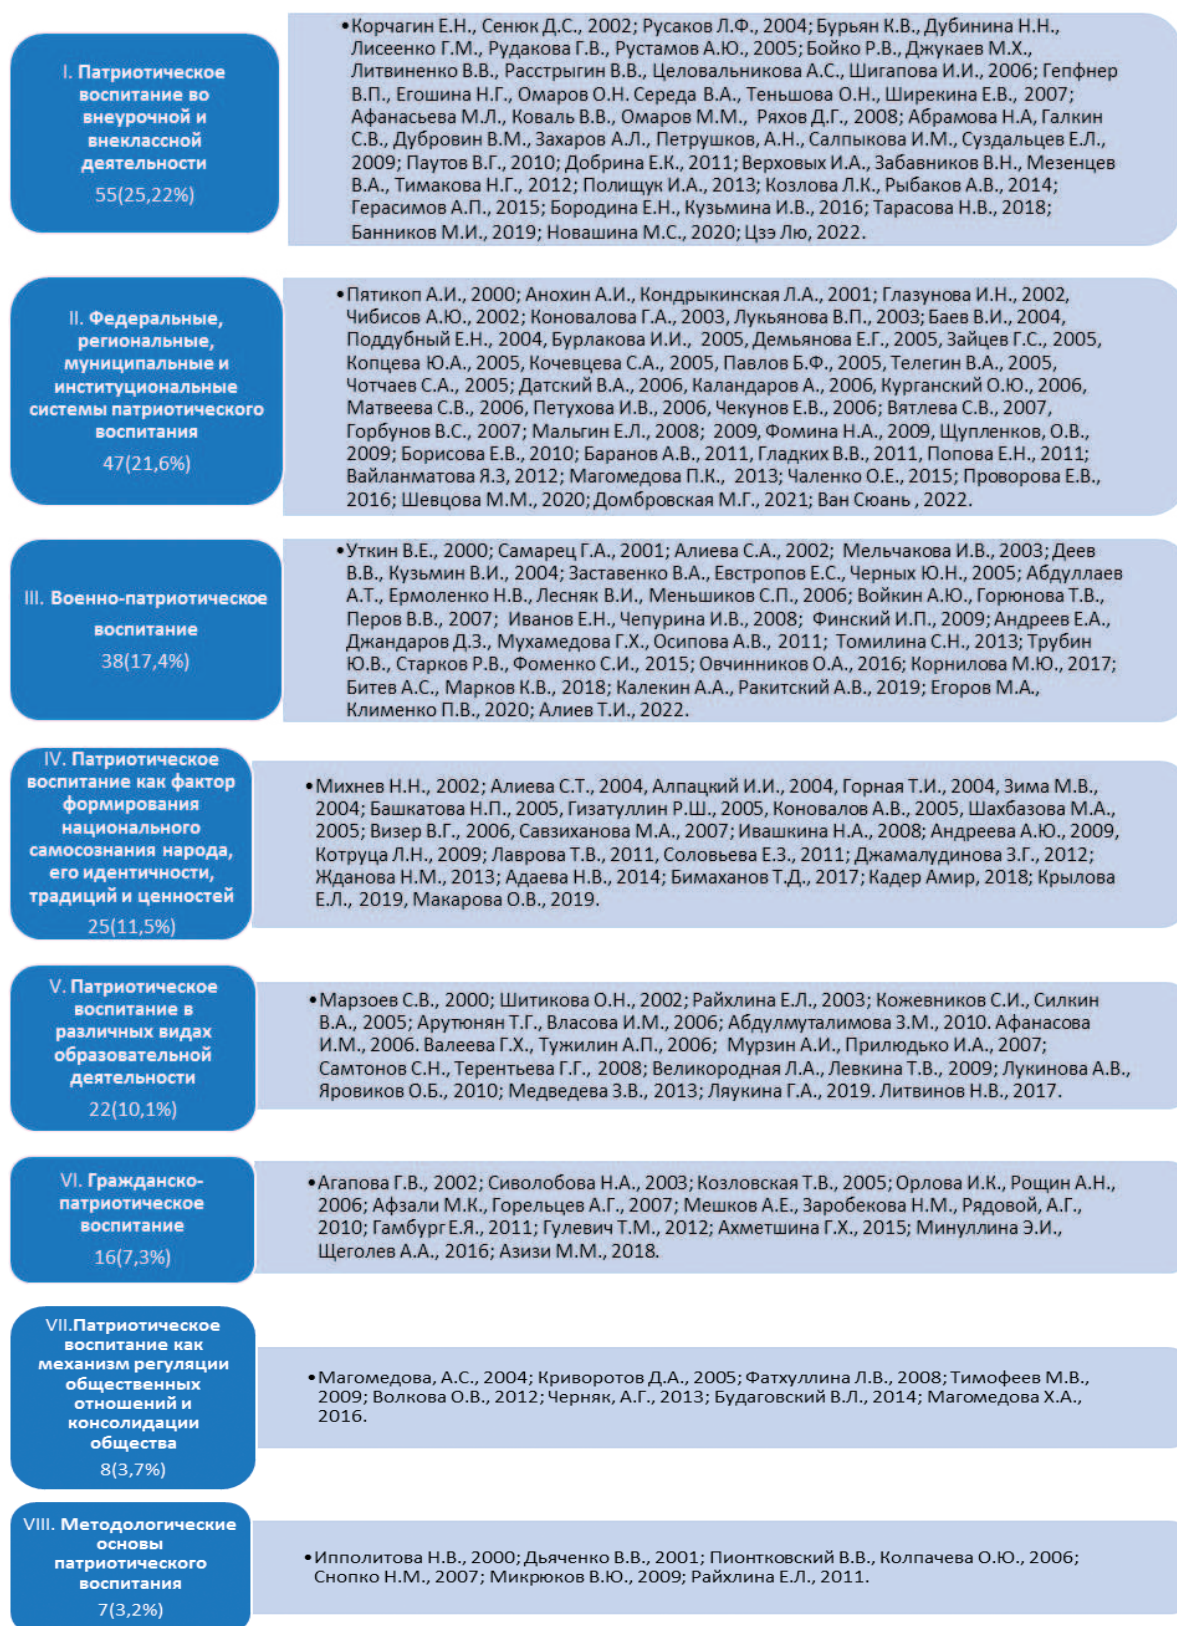 I. Патриотическое
воспитание во
внеурочной и
внеклассной
деятельности
55(25,22%)
•Корчагин Е.Н., Сенюк Д.С., 2002; Русаков Л.Ф., 2004; Бурьян К.В., Дубинина Н.Н.,
Лисеенко Г.М., Рудакова Г.В., Рустамов А.Ю., 2005; Бойко Р.В., Джукаев М.Х.,
Литвиненко В.В., Расстрыгин В.В., Целовальникова А.С., Шигапова И.И., 2006; Гепфнер
В.П., Егошина Н.Г., Омаров О.Н. Середа В.А., Теньшова О.Н., Ширекина Е.В., 2007;
Афанасьева М.Л., Коваль В.В., Омаров М.М., Ряхов Д.Г., 2008; Абрамова Н.А, Галкин
С.В., Дубровин В.М., Захаров А.Л., Петрушков, А.Н., Салпыкова И.М., Суздальцев Е.Л.,
2009; Паутов В.Г., 2010; Добрина Е.К., 2011; Верховых И.А., Забавников В.Н., Мезенцев
В.А., Тимакова Н.Г., 2012; Полищук И.А., 2013; Козлова Л.К., Рыбаков А.В., 2014;
Герасимов А.П., 2015; Бородина Е.Н., Кузьмина И.В., 2016; Тарасова Н.В., 2018;
Банников М.И., 2019; Новашина М.С., 2020; Цзэ Лю, 2022.
II. Федеральные,
региональные,
муниципальные и
институциональные
системы патриотического
воспитания
47(21,6%)
•Пятикоп А.И., 2000; Анохин А.И., Кондрыкинская Л.А., 2001; Глазунова И.Н., 2002,
Чибисов А.Ю., 2002; Коновалова Г.А., 2003, Лукьянова В.П., 2003; Баев В.И., 2004,
Поддубный Е.Н., 2004, Бурлакова И.И., 2005, Демьянова Е.Г., 2005, Зайцев Г.С., 2005,
Копцева Ю.А., 2005, Кочевцева С.А., 2005, Павлов Б.Ф., 2005, Телегин В.А., 2005,
Чотчаев С.А., 2005; Датский В.А., 2006, Каландаров А., 2006, Курганский О.Ю., 2006,
Матвеева С.В., 2006, Петухова И.В., 2006, Чекунов Е.В., 2006; Вятлева С.В., 2007,
Горбунов В.С., 2007; Мальгин Е.Л., 2008; 2009, Фомина Н.А., 2009, Щупленков, О.В.,
2009; Борисова Е.В., 2010; Баранов А.В., 2011, Гладких В.В., 2011, Попова Е.Н., 2011;
Вайланматова Я.З, 2012; Магомедова П.К., 2013; Чаленко О.Е., 2015; Проворова Е.В.,
2016; Шевцова М.М., 2020; Домбровская М.Г., 2021; Ван Сюань , 2022.
III. Военно-патриотическое
воспитание
38(17,4%)
•Уткин В.Е., 2000; Самарец Г.А., 2001; Алиева С.А., 2002; Мельчакова И.В., 2003; Деев
В.В., Кузьмин В.И., 2004; Заставенко В.А., Евстропов Е.С., Черных Ю.Н., 2005; Абдуллаев
А.Т., Ермоленко Н.В., Лесняк В.И., Меньшиков С.П., 2006; Войкин А.Ю., Горюнова Т.В.,
Перов В.В., 2007; Иванов Е.Н., Чепурина И.В., 2008; Финский И.П., 2009; Андреев Е.А.,
Джандаров Д.З., Мухамедова Г.Х., Осипова А.В., 2011; Томилина С.Н., 2013; Трубин
Ю.В., Старков Р.В., Фоменко С.И., 2015; Овчинников О.А., 2016; Корнилова М.Ю., 2017;
Битев А.С., Марков К.В., 2018; Калекин А.А., Ракитский А.В., 2019; Егоров М.А.,
Клименко П.В., 2020; Алиев Т.И., 2022.
IV. Патриотическое
воспитание как фактор
формирования
национального
самосознания народа,
его идентичности,
традиций и ценностей
25(11,5%)
•Михнев Н.Н., 2002; Алиева С.Т., 2004, Алпацкий И.И., 2004, Горная Т.И., 2004, Зима М.В.,
2004; Башкатова Н.П., 2005, Гизатуллин Р.Ш., 2005, Коновалов А.В., 2005, Шахбазова М.А.,
2005; Визер В.Г., 2006, Савзиханова М.А., 2007; Ивашкина Н.А., 2008; Андреева А.Ю., 2009,
Котруца Л.Н., 2009; Лаврова Т.В., 2011, Соловьева Е.З., 2011; Джамалудинова З.Г., 2012;
Жданова Н.М., 2013; Адаева Н.В., 2014; Бимаханов Т.Д., 2017; Кадер Амир, 2018; Крылова
Е.Л., 2019, Макарова О.В., 2019.
V. Патриотическое
воспитание в
различных видах
образовательной
деятельности
22(10,1%)
•Марзоев С.В., 2000; Шитикова О.Н., 2002; Райхлина Е.Л., 2003; Кожевников С.И., Силкин
В.А., 2005; Арутюнян Т.Г., Власова И.М., 2006; Абдулмуталимова З.М., 2010. Афанасова
И.М., 2006. Валеева Г.Х., Тужилин А.П., 2006; Мурзин А.И., Прилюдько И.А., 2007;
Самтонов С.Н., Терентьева Г.Г., 2008; Великородная Л.А., Левкина Т.В., 2009; Лукинова А.В.,
Яровиков О.Б., 2010; Медведева З.В., 2013; Ляукина Г.А., 2019. Литвинов Н.В., 2017.
VI. Гражданско-
патриотическое
воспитание
16(7,3%)
•Агапова Г.В., 2002; Сиволобова Н.А., 2003; Козловская Т.В., 2005; Орлова И.К., Рощин А.Н.,
2006; Афзали М.К., Горельцев А.Г., 2007; Мешков А.Е., Заробекова Н.М., Рядовой, А.Г.,
2010; Гамбург Е.Я., 2011; Гулевич Т.М., 2012; Ахметшина Г.Х., 2015; Минуллина Э.И.,
Щеголев А.А., 2016; Азизи М.М., 2018.
VII.Патриотическое
воспитание как
механизм регуляции
общественных
отношений и
консолидации
общества
8(3,7%)
•Магомедова, А.С., 2004; Криворотов Д.А., 2005; Фатхуллина Л.В., 2008; Тимофеев М.В.,
2009; Волкова О.В., 2012; Черняк, А.Г., 2013; Будаговский В.Л., 2014; Магомедова Х.А.,
2016.
VIII. Методологические
основы
патриотического
воспитания
7(3,2%)
•Ипполитова Н.В., 2000; Дьяченко В.В., 2001; Пионтковский В.В., Колпачева О.Ю., 2006;
Снопко Н.М., 2007; Микрюков В.Ю., 2009; Райхлина Е.Л., 2011.